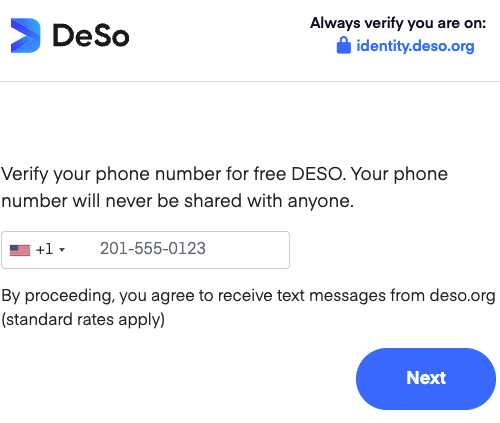 DeSo
Always verify you are on:
identity.deso.org
Verify your phone number for free DESO. Your phone
number will never be shared with anyone.
+1 201-555-0123
By proceeding, you agree to receive text messages from deso.org
(standard rates apply)
Next